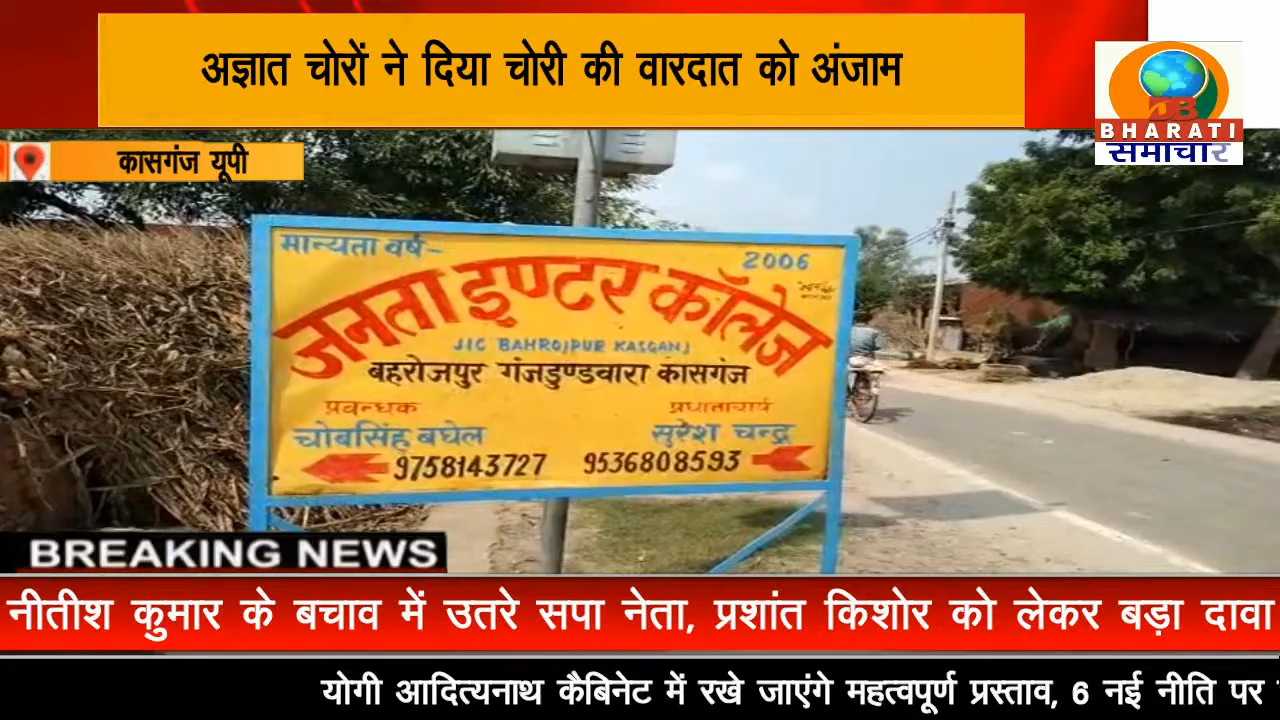 अज्ञात चोरों ने दिया चोरी की वारदात को अंजाम
BHARATI
समाचार
कासगंज यूपी
मान्यता वर्ष-
2006
जनता इण्टर कॉलेज
JIC BAHROJPUR KASGANJ
बहरोजपुर गंजडुण्डवारा कासगंज
प्रबन्धक
प्रधानाचार्य
चोबसिंह बघेल
सुरेश चन्द्र
9758143727
9536808593
BREAKING NEWS
नीतीश कुमार के बचाव में उतरे सपा नेता, प्रशांत किशोर को लेकर बड़ा दावा
योगी आदित्यनाथ कैबिनेट में रखे जाएंगे महत्वपूर्ण प्रस्ताव, 6 नई नीति पर